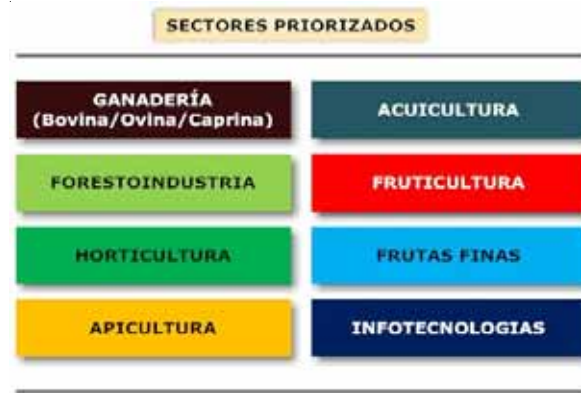 SECTORES PRIORIZADOS
GANADERÍA
(Bovina/Ovina/Caprina)
ACUICULTURA
FORESTOINDUSTRIA
FRUTICULTURA
HORTICULTURA
FRUTAS FINAS
APICULTURA
INFOTECNOLOGIAS